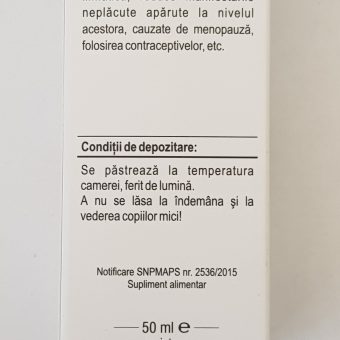 neplăcute apărute la nivelul
acestora, cauzate de menopauză,
folosirea contraceptivelor, etc.
Condiții de depozitare:
Se păstrează la temperatura
camerei, ferit de lumină.
A nu se lăsa la îndemâna și la
vederea copiilor mici!
Notificare SNPMAPS nr. 2536/2015
Supliment alimentar
50 ml e